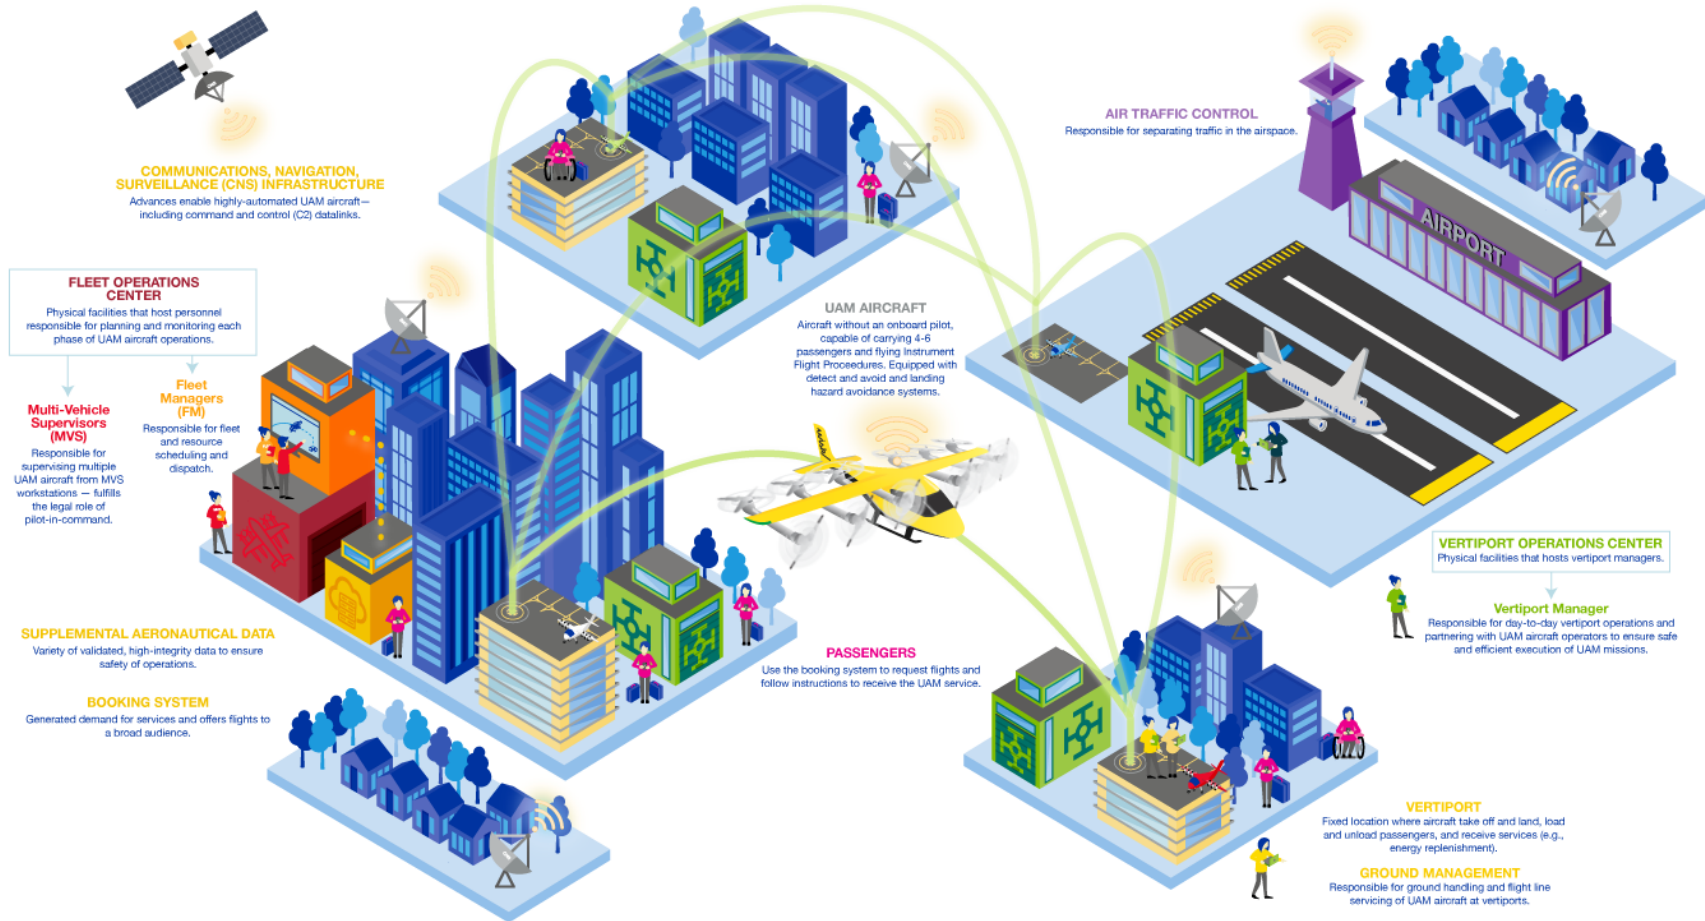 COMMUNICATIONS, NAVIGATION,
SURVEILLANCE (CNS) INFRASTRUCTURE
Advances enable highly-automated UAM aircraft—
including command and control (C2) datalinks.
FLEET OPERATIONS
CENTER
Physical facilities that host personnel
responsible for planning and monitoring each
phase of UAM aircraft operations.
Multi-Vehicle
Supervisors
(MVS)
Responsible for
supervising multiple
UAM aircraft from MVS
workstations — fulfills
the legal role of
pilot-in-command.
Fleet
Managers
(FM)
Responsible for fleet
and resource
scheduling and
dispatch.
SUPPLEMENTAL AERONAUTICAL DATA
Variety of validated, high-integrity data to ensure
safety of operations.
BOOKING SYSTEM
Generated demand for services and offers flights to
a broad audience.
UAM AIRCRAFT
Aircraft without an onboard pilot,
capable of carrying 4-6
passengers and flying Instrument
Flight Proceedures. Equipped with
detect and avoid and landing
hazard avoidance systems.
PASSENGERS
Use the booking system to request flights and
follow instructions to receive the UAM service.
AIR TRAFFIC CONTROL
Responsible for separating traffic in the airspace.
AIRPORT
VERTIPORT OPERATIONS CENTER
Physical facilities that hosts vertiport managers.
Vertiport Manager
Responsible for day-to-day vertiport operations and
partnering with UAM aircraft operators to ensure safe
and efficient execution of UAM missions.
VERTIPORT
Fixed location where aircraft take off and land, load
and unload passengers, and receive services (e.g.,
energy replenishment).
GROUND MANAGEMENT
Responsible for ground handling and flight line
servicing of UAM aircraft at vertiports.